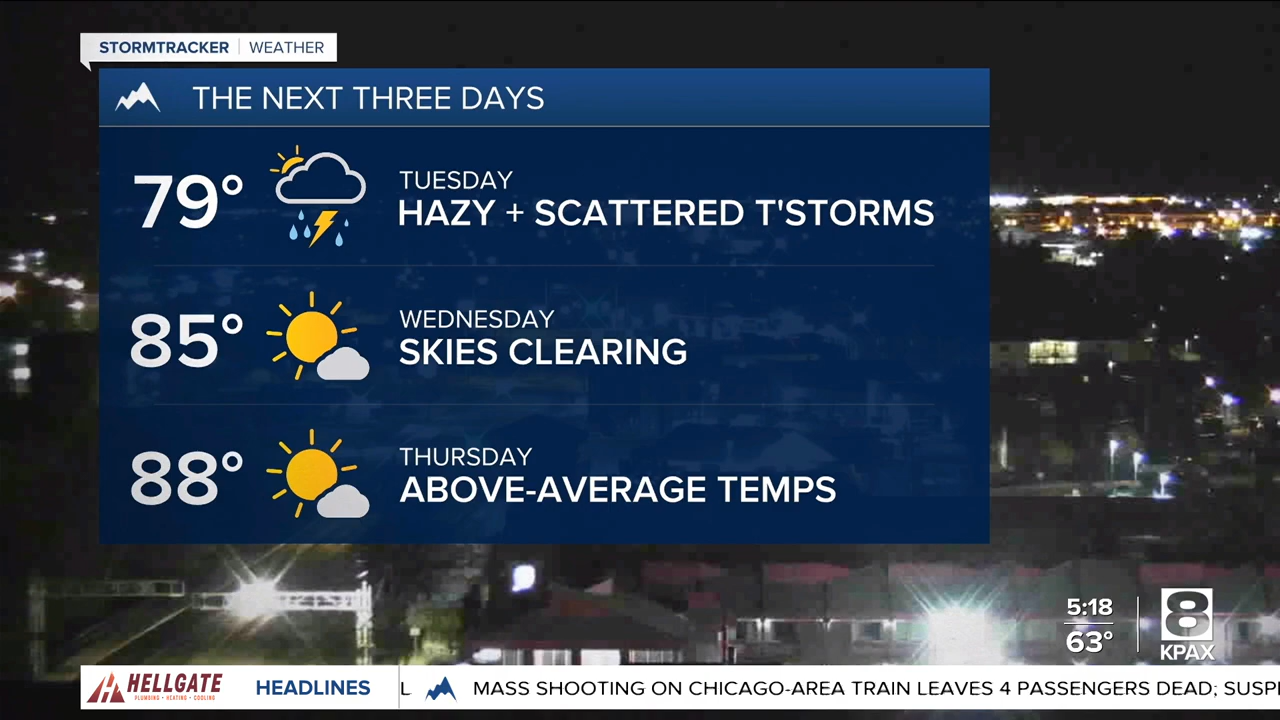 STORMTRACKER | WEATHER
THE NEXT THREE DAYS
79°
TUESDAY
HAZY + SCATTERED T'STORMS
85°
WEDNESDAY
SKIES CLEARING
88°
THURSDAY
ABOVE-AVERAGE TEMPS
5:18
63°
8
KPAX
HELLGATE
PLUMBING • HEATING • COOLING
HEADLINES
L
MASS SHOOTING ON CHICAGO-AREA TRAIN LEAVES 4 PASSENGERS DEAD; SUSP